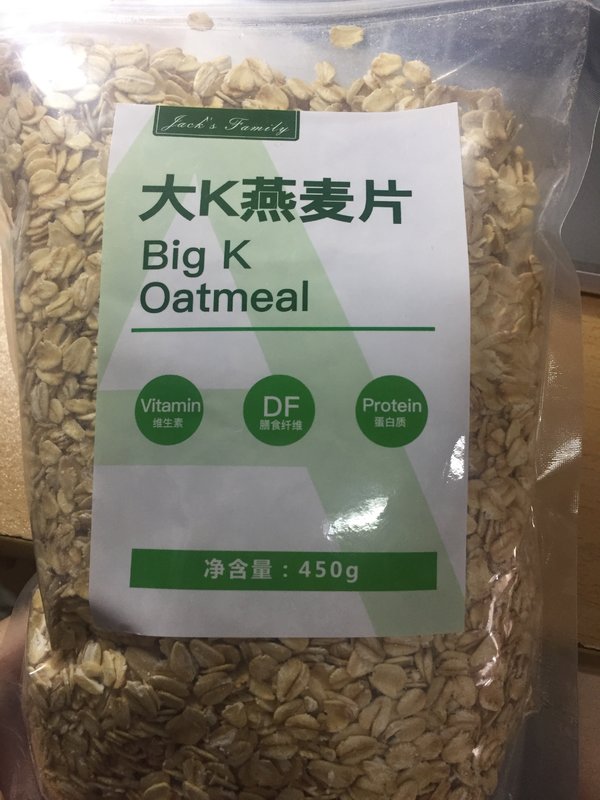 Jack's Family
大K燕麦片
Big K
Oatmeal
Vitamin
维生素
DF
膳食纤维
Protein
蛋白质
净含量：450g